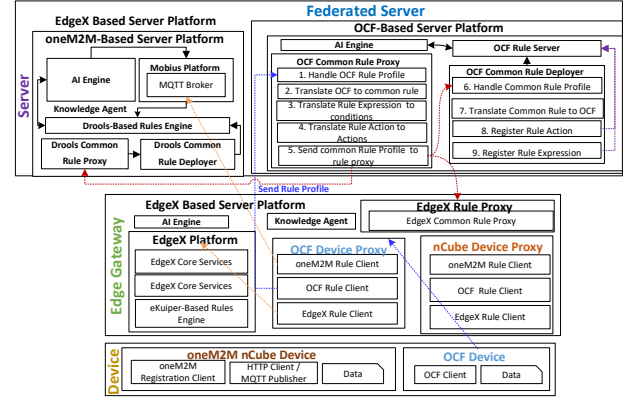 Federated Server
EdgeX Based Server Platform
OCF-Based Server Platform
oneM2M-Based Server Platform
AI Engine
OCF Rule Server
Mobius Platform
MQTT Broker
AI Engine
OCF Common Rule Proxy
1. Handle OCF Rule Profile
2. Translate OCF to common rule
3. Translate Rule Expression to
conditions
4. Translate Rule Action to
Actions
5. Send common Rule Profile to
rule proxy
OCF Common Rule Deployer
6. Handle Common Rule Profile
7. Translate Common Rule to OCF
8. Register Rule Action
9. Register Rule Expression
Server
Knowledge Agent
Drools-Based Rules Engine
Drools Common
Rule Proxy
Drools Common
Rule Deployer
Send Rule Profile
EdgeX Based Server Platform
EdgeX Rule Proxy
EdgeX Common Rule Proxy
AI Engine
Knowledge Agent
Edge Gateway
EdgeX Platform
EdgeX Core Services
EdgeX Core Services
eKuiper-Based Rules
Engine
OCF Device Proxy
oneM2M Rule Client
OCF Rule Client
EdgeX Rule Client
nCube Device Proxy
oneM2M Rule Client
OCF Rule Client
EdgeX Rule Client
Device
oneM2M nCube Device
oneM2M
Registration Client
HTTP Client /
MQTT Publisher
Data
OCF Device
OCF Client
Data